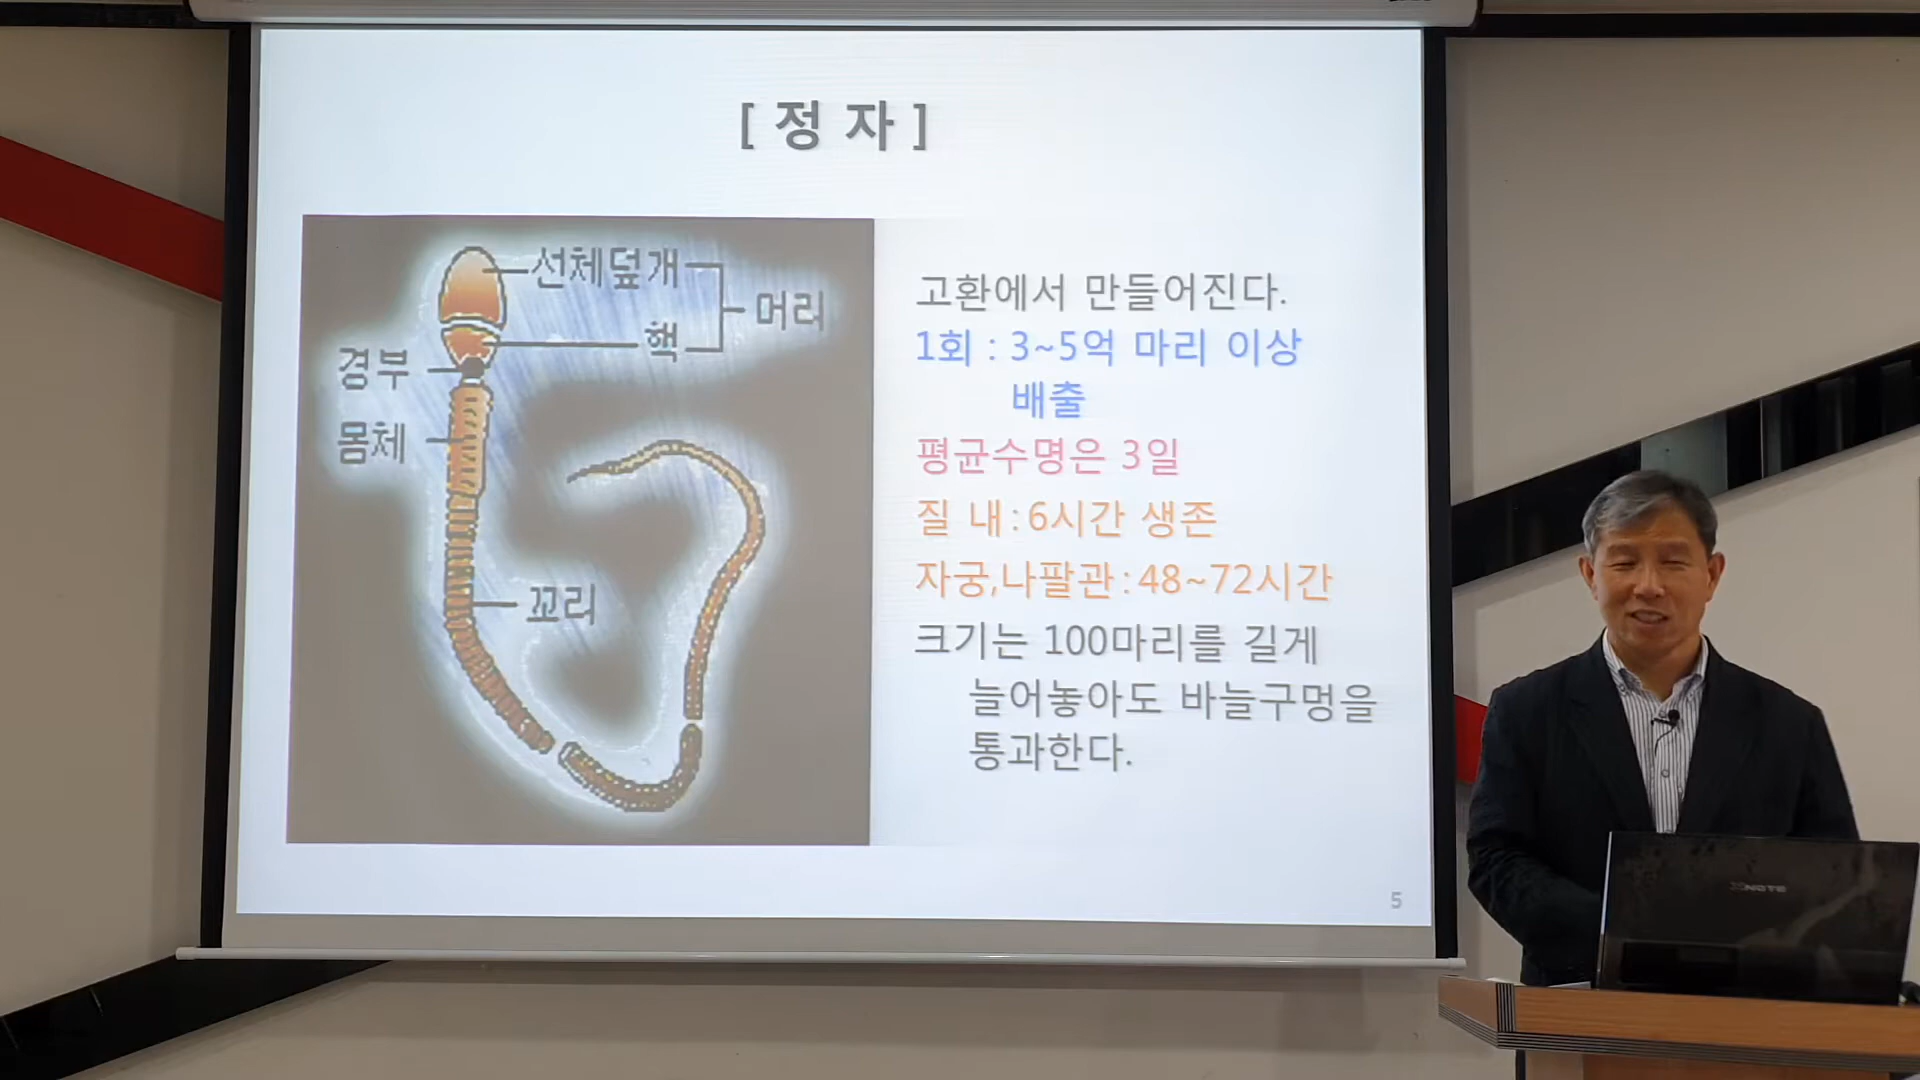 [ 정 자 ]
선체덮개
머리
핵
경부
몸체
꼬리
고환에서 만들어진다.
1회 : 3~5억 마리 이상
배출
평균수명은 3일
질 내 : 6시간 생존
자궁,나팔관 : 48~72시간
크기는 100마리를 길게
늘어놓아도 바늘구멍을
통과한다.
5
XNOTE